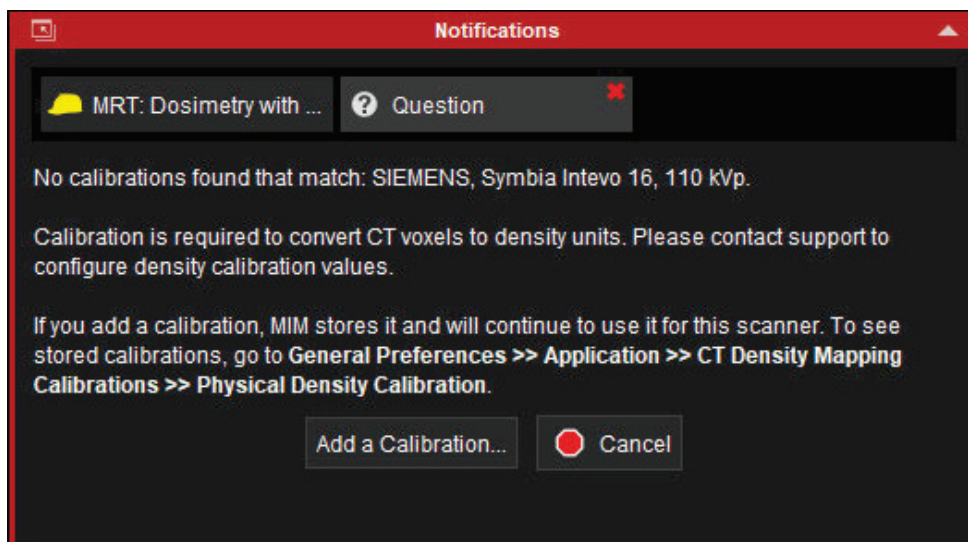 Notifications
MRT: Dosimetry with ...
Question
No calibrations found that match: SIEMENS, Symbia Intevo 16, 110 kVp.
Calibration is required to convert CT voxels to density units. Please contact support to
configure density calibration values.
If you add a calibration, MIM stores it and will continue to use it for this scanner. To see
stored calibrations, go to General Preferences >> Application >> CT Density Mapping
Calibrations >> Physical Density Calibration.
Add a Calibration...
Cancel